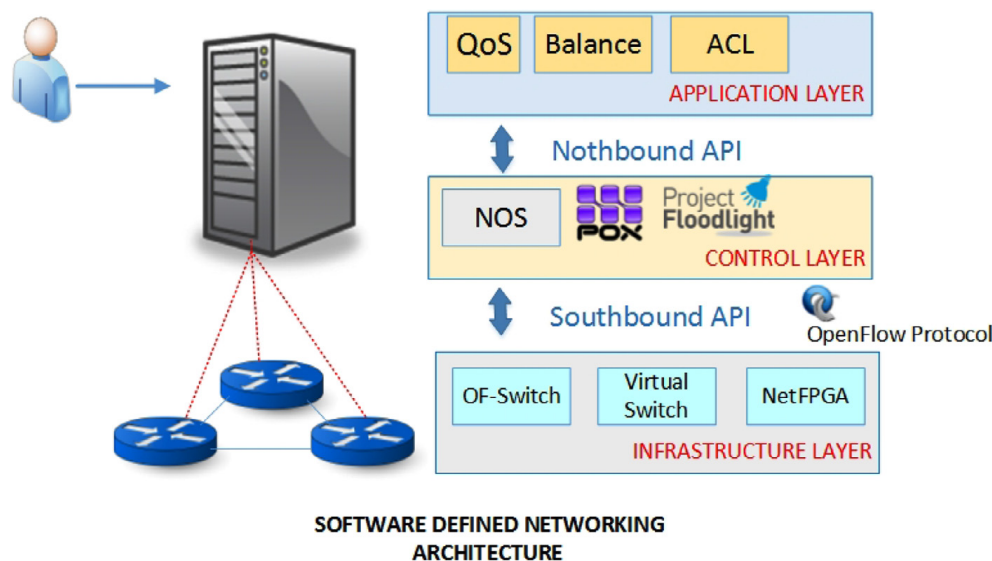 QoS
Balance
ACL
APPLICATION LAYER
Nothbound API
NOS
POX
Project
Floodlight
CONTROL LAYER
Southbound API
OpenFlow Protocol
OF-Switch
Virtual
Switch
NetFPGA
INFRASTRUCTURE LAYER
SOFTWARE DEFINED NETWORKING
ARCHITECTURE